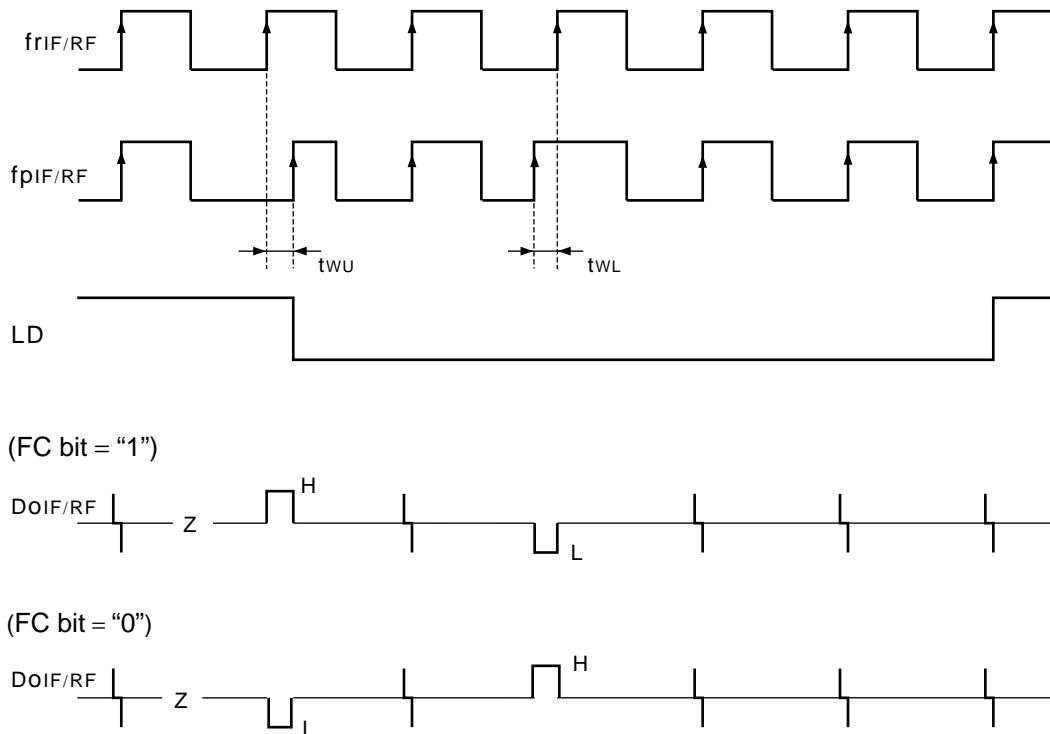 frIF/RF
fpIF/RF
tWU
tWL
LD
(FC bit = “1”)
DoIF/RF
Z
H
L
(FC bit = “0”)
DoIF/RF
Z
H
L